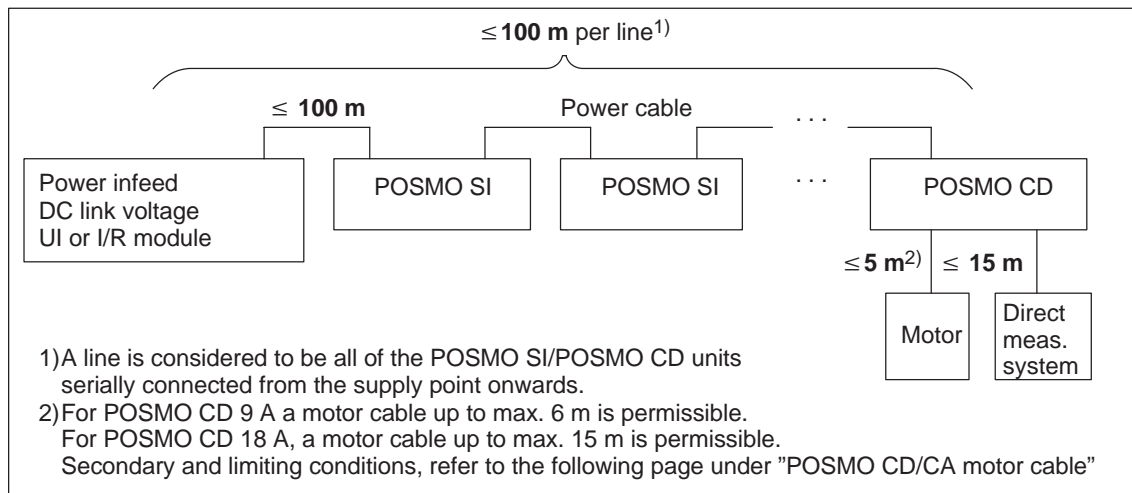 ≤ 100 m per line1)
≤ 100 m
Power cable
. . .
Power infeed
DC link voltage
UI or I/R module
POSMO SI
POSMO SI
. . .
POSMO CD
≤ 5 m2)
≤ 15 m
Motor
Direct
meas.
system
1) A line is considered to be all of the POSMO SI/POSMO CD units
serially connected from the supply point onwards.
2) For POSMO CD 9 A a motor cable up to max. 6 m is permissible.
For POSMO CD 18 A, a motor cable up to max. 15 m is permissible.
Secondary and limiting conditions, refer to the following page under ”POSMO CD/CA motor cable”